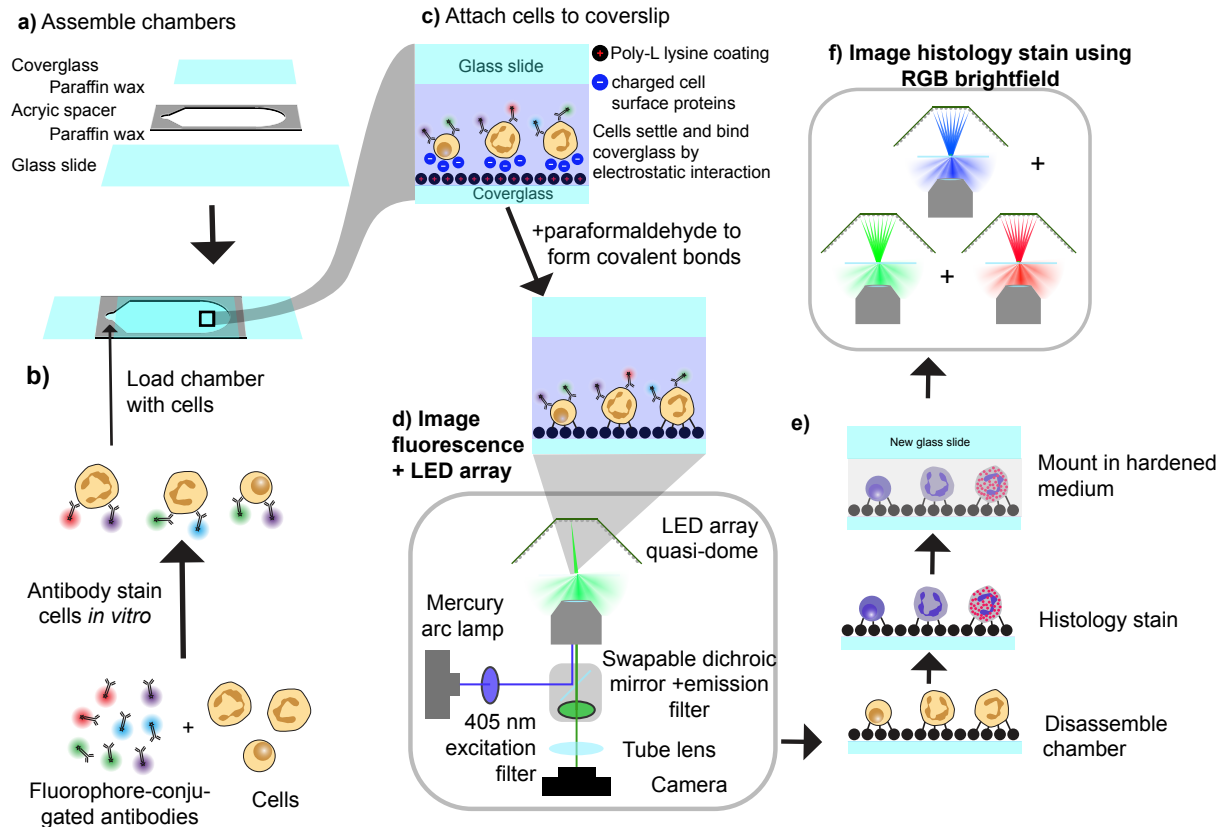 a) Assemble chambers
Coverglass
Paraffin wax
Acryic spacer
Paraffin wax
Glass slide
b)
Load chamber
with cells
Antibody stain
cells in vitro
+
Fluorophore-conju-
gated antibodies
Cells
c) Attach cells to coverslip
Glass slide
Coverglass
+ Poly-L lysine coating
− charged cell
surface proteins
Cells settle and bind
coverglass by
electrostatic interaction
+paraformaldehyde to
form covalent bonds
d) Image
fluorescence
+ LED array
LED array
quasi-dome
Mercury
arc lamp
Swapable dichroic
mirror +emission
filter
405 nm
excitation
filter
Tube lens
Camera
e)
New glass slide
Mount in hardened
medium
Histology stain
Disassemble
chamber
f) Image histology stain using
RGB brightfield
+
+